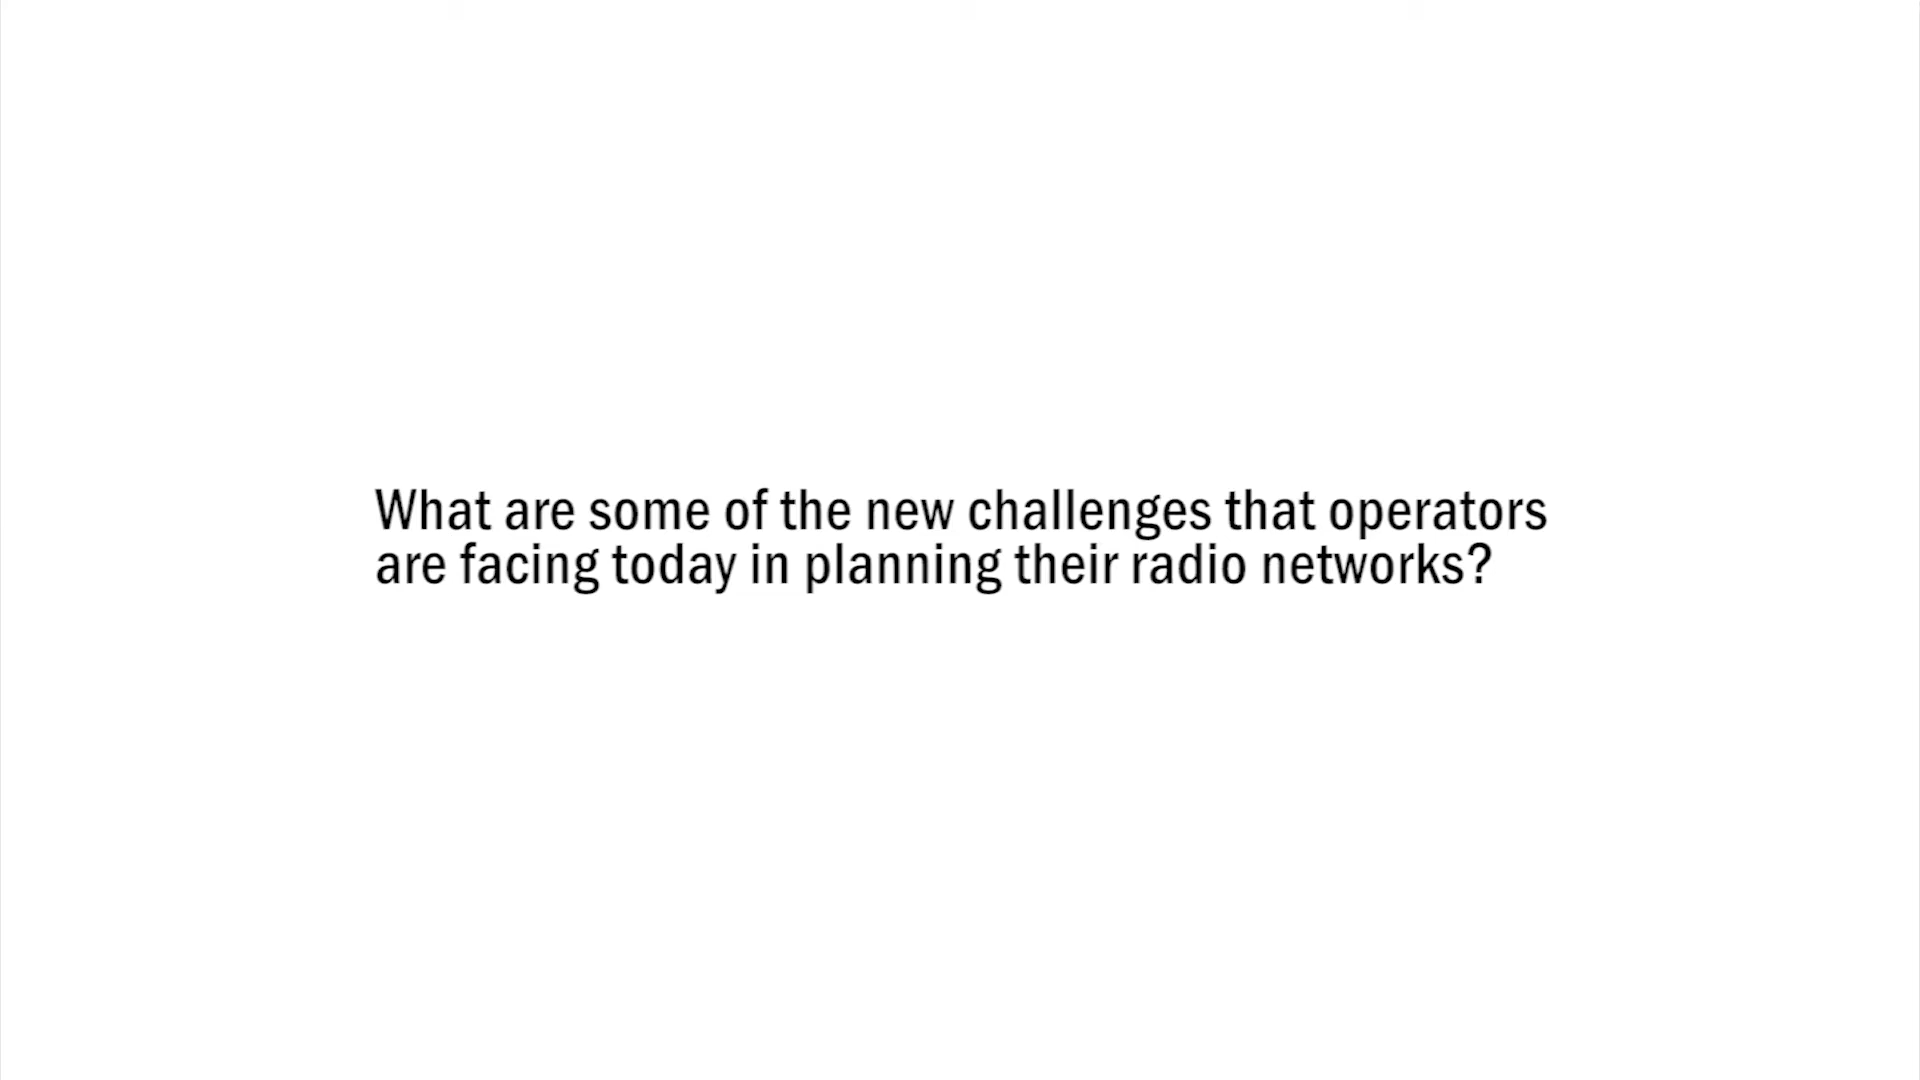 What are some of the new challenges that operators
are facing today in planning their radio networks?